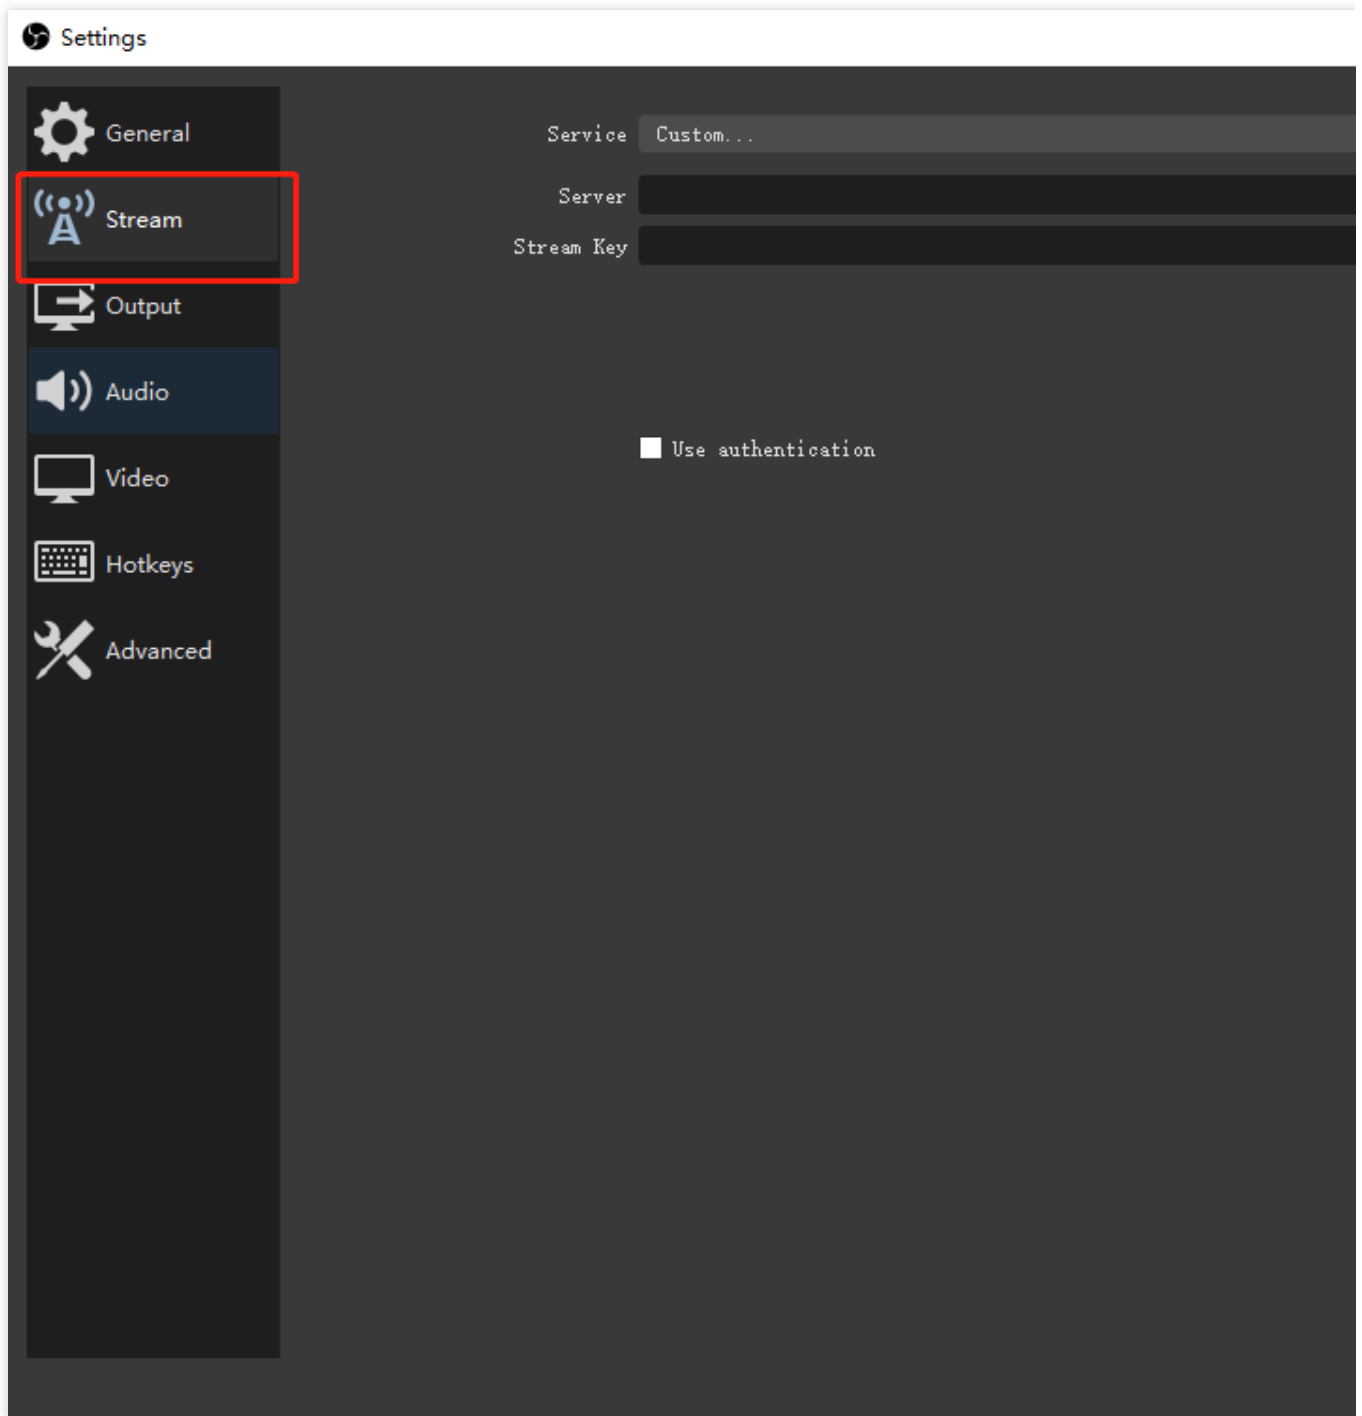 Settings
General
Stream
Output
Audio
Video
Hotkeys
Advanced
Service Custom...
Server
Stream Key
Use authentication